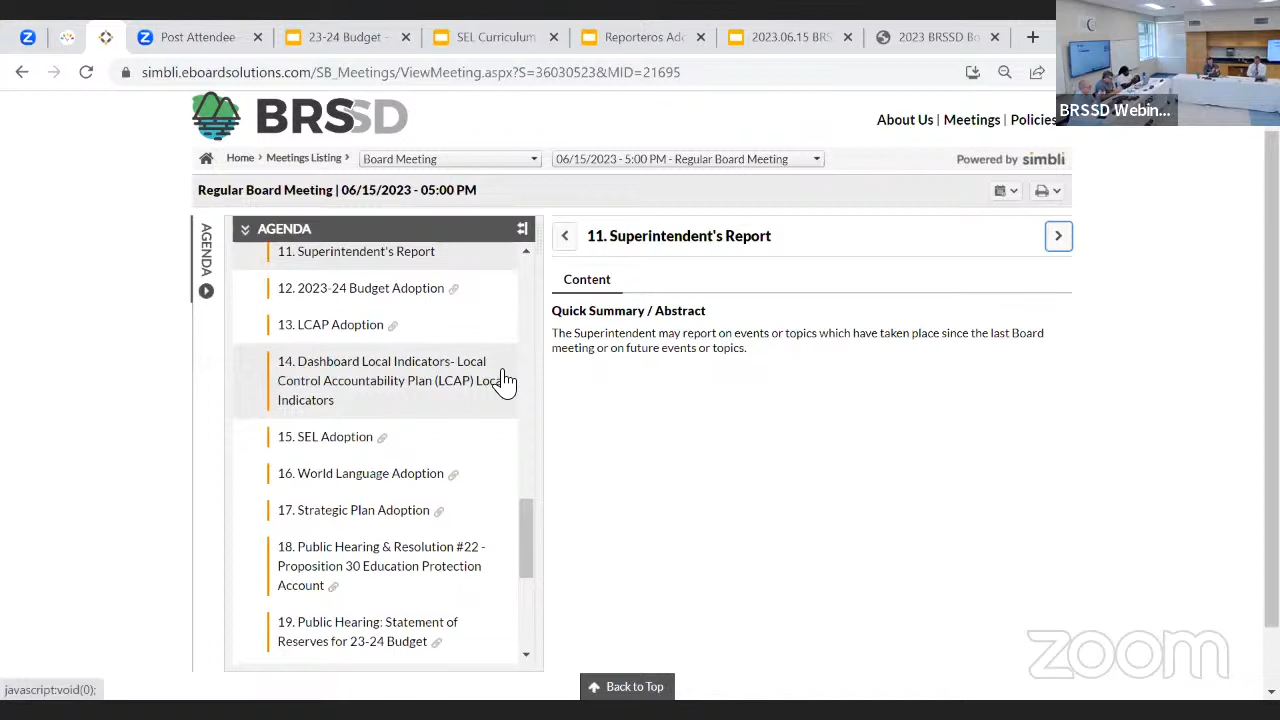 Post Attendee
23-24 Budget -
SEL Curriculum
Reporteros Ado
2023.06.15 BRS
2023 BRSSD Bo
simbli.eboardsolutions.com/SB_Meetings/ViewMeeting.aspx?S=36030523&MID=21695
BRSSD Webin...
BRSSD
About Us | Meetings | Policies
Home > Meetings Listing >
Board Meeting
06/15/2023 - 5:00 PM - Regular Board Meeting
Powered by simbli
Regular Board Meeting | 06/15/2023 - 05:00 PM
AGENDA
AGENDA
11. Superintendent's Report
12. 2023-24 Budget Adoption
13. LCAP Adoption
14. Dashboard Local Indicators- Local
Control Accountability Plan (LCAP) Loca
Indicators
15. SEL Adoption
16. World Language Adoption
17. Strategic Plan Adoption
18. Public Hearing & Resolution #22 -
Proposition 30 Education Protection
Account
19. Public Hearing: Statement of
Reserves for 23-24 Budget
11. Superintendent's Report
Content
Quick Summary / Abstract
The Superintendent may report on events or topics which have taken place since the last Board
meeting or on future events or topics.
zoom
javascript:void(0);
Back to Top